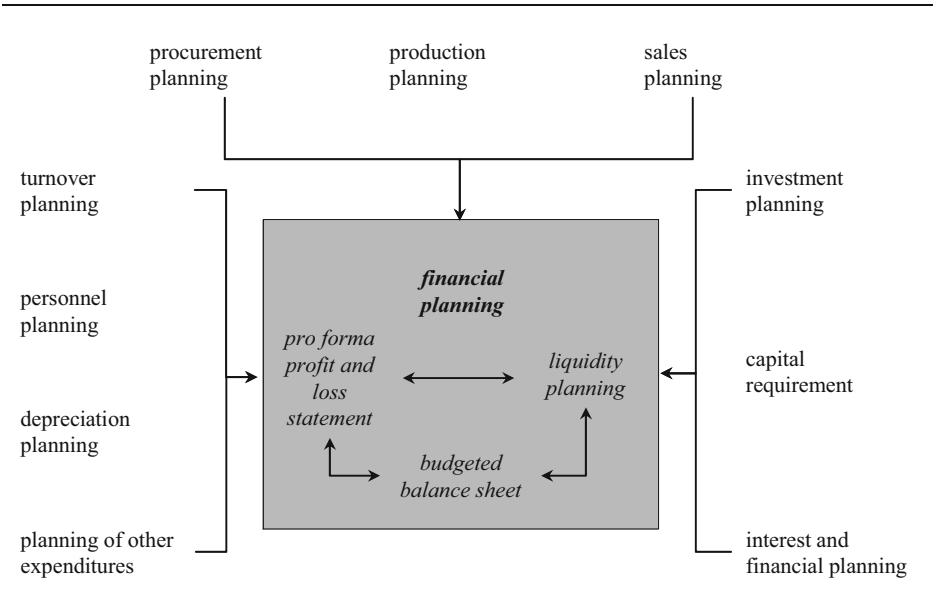 procurement
planning
production
planning
sales
planning
turnover
planning
personnel
planning
depreciation
planning
planning of other
expenditures
financial
planning
pro forma
profit and
loss
statement
liquidity
planning
budgeted
balance sheet
investment
planning
capital
requirement
interest and
financial planning